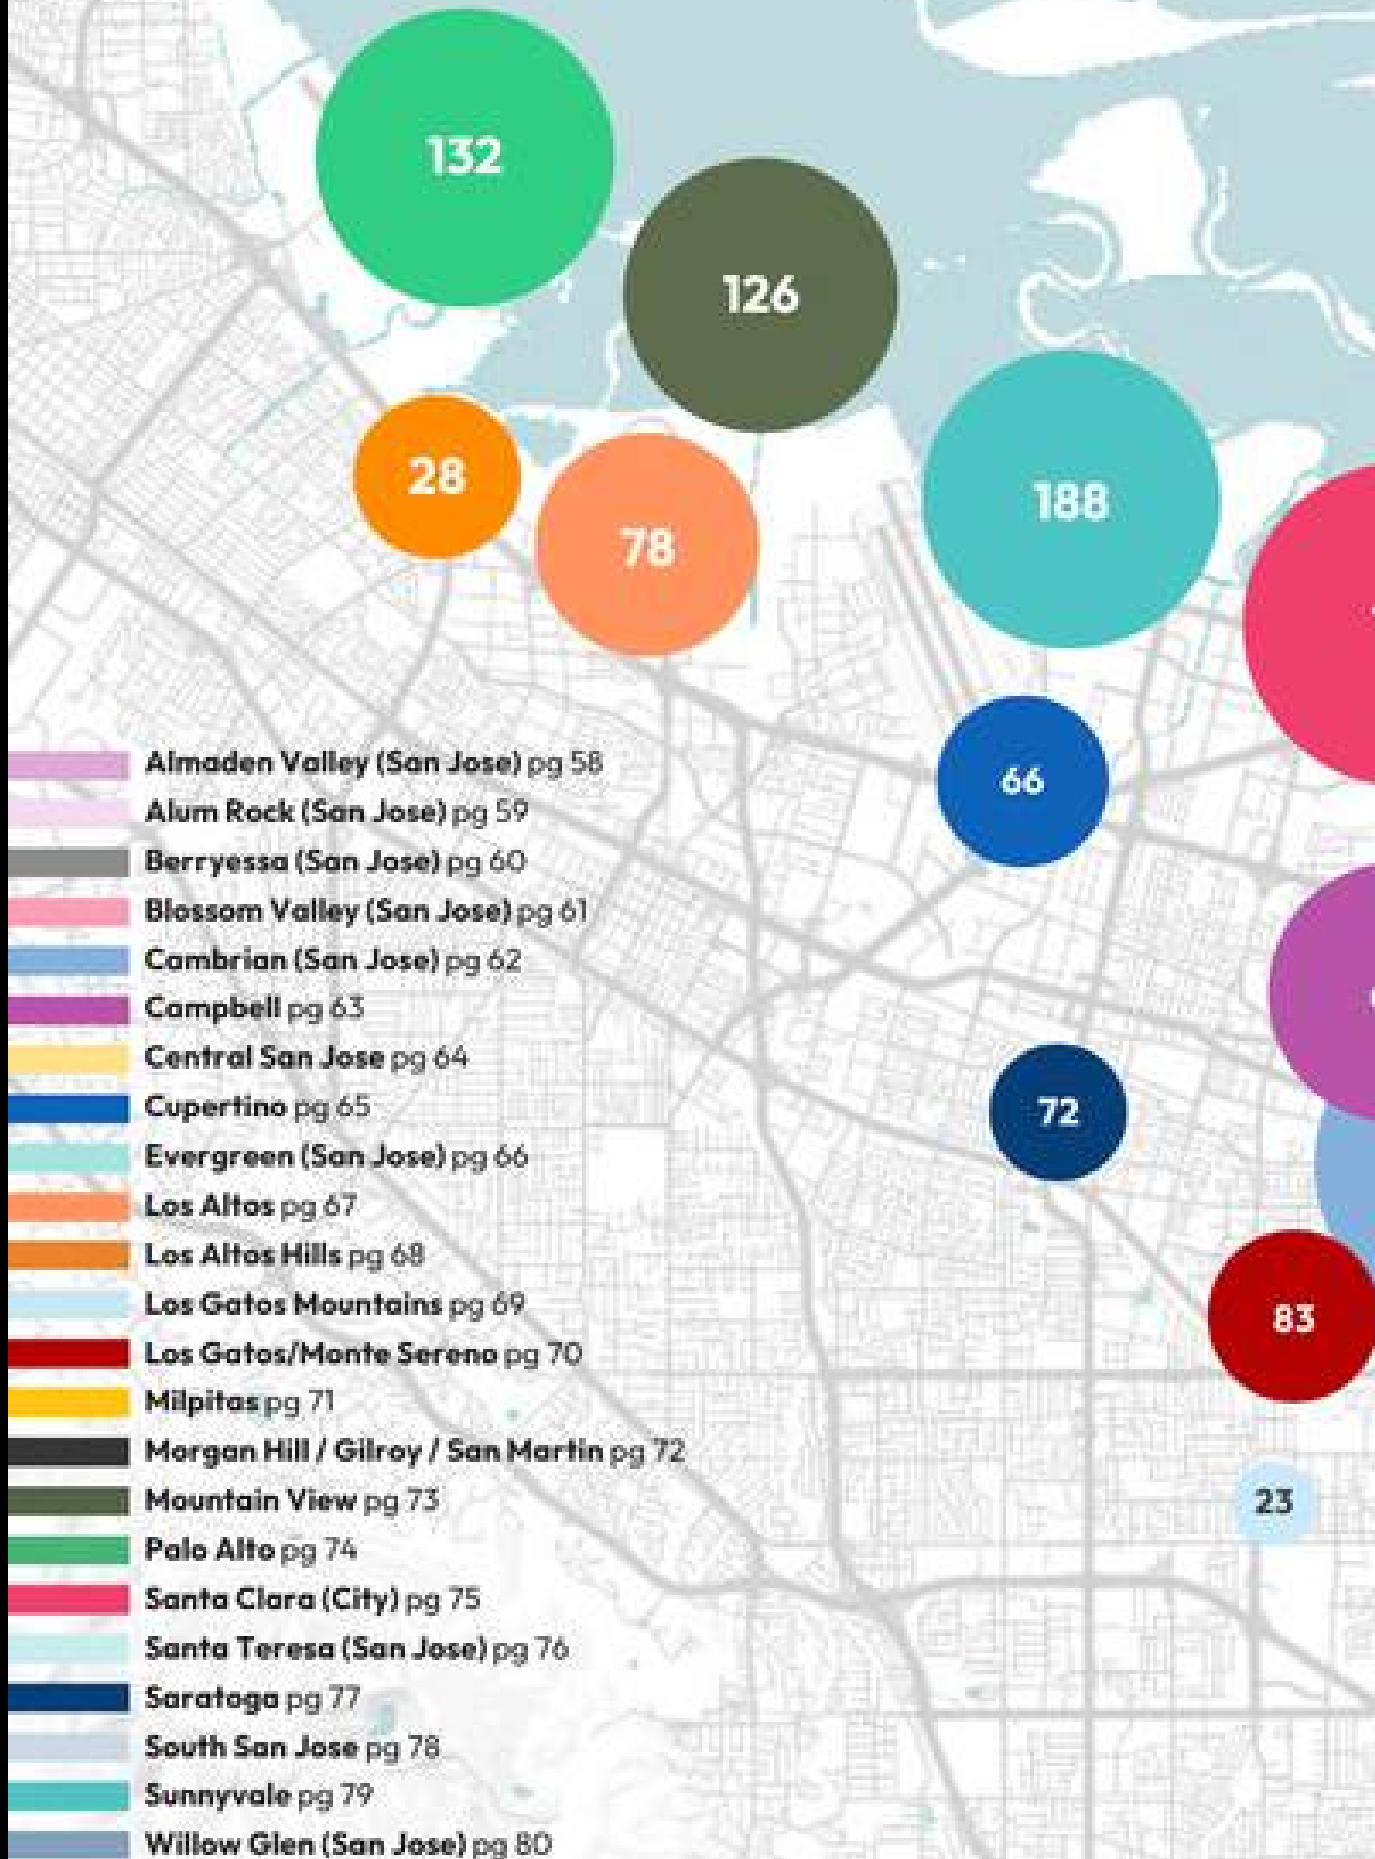 132
126
28
78
188
66
72
83
23
Almaden Valley (San Jose) pg 58
Alum Rock (San Jose) pg 59
Berryessa (San Jose) pg 60
Blossom Valley (San Jose) pg 61
Cambrian (San Jose) pg 62
Campbell pg 63
Central San Jose pg 64
Cupertino pg 65
Evergreen (San Jose) pg 66
Los Altos pg 67
Los Altos Hills pg 68
Los Gatos Mountains pg 69
Los Gatos/Monte Sereno pg 70
Milpitas pg 71
Morgan Hill / Gilroy / San Martin pg 72
Mountain View pg 73
Palo Alto pg 74
Santa Clara (City) pg 75
Santa Teresa (San Jose) pg 76
Saratoga pg 77
South San Jose pg 78
Sunnyvale pg 79
Willow Glen (San Jose) pg 80